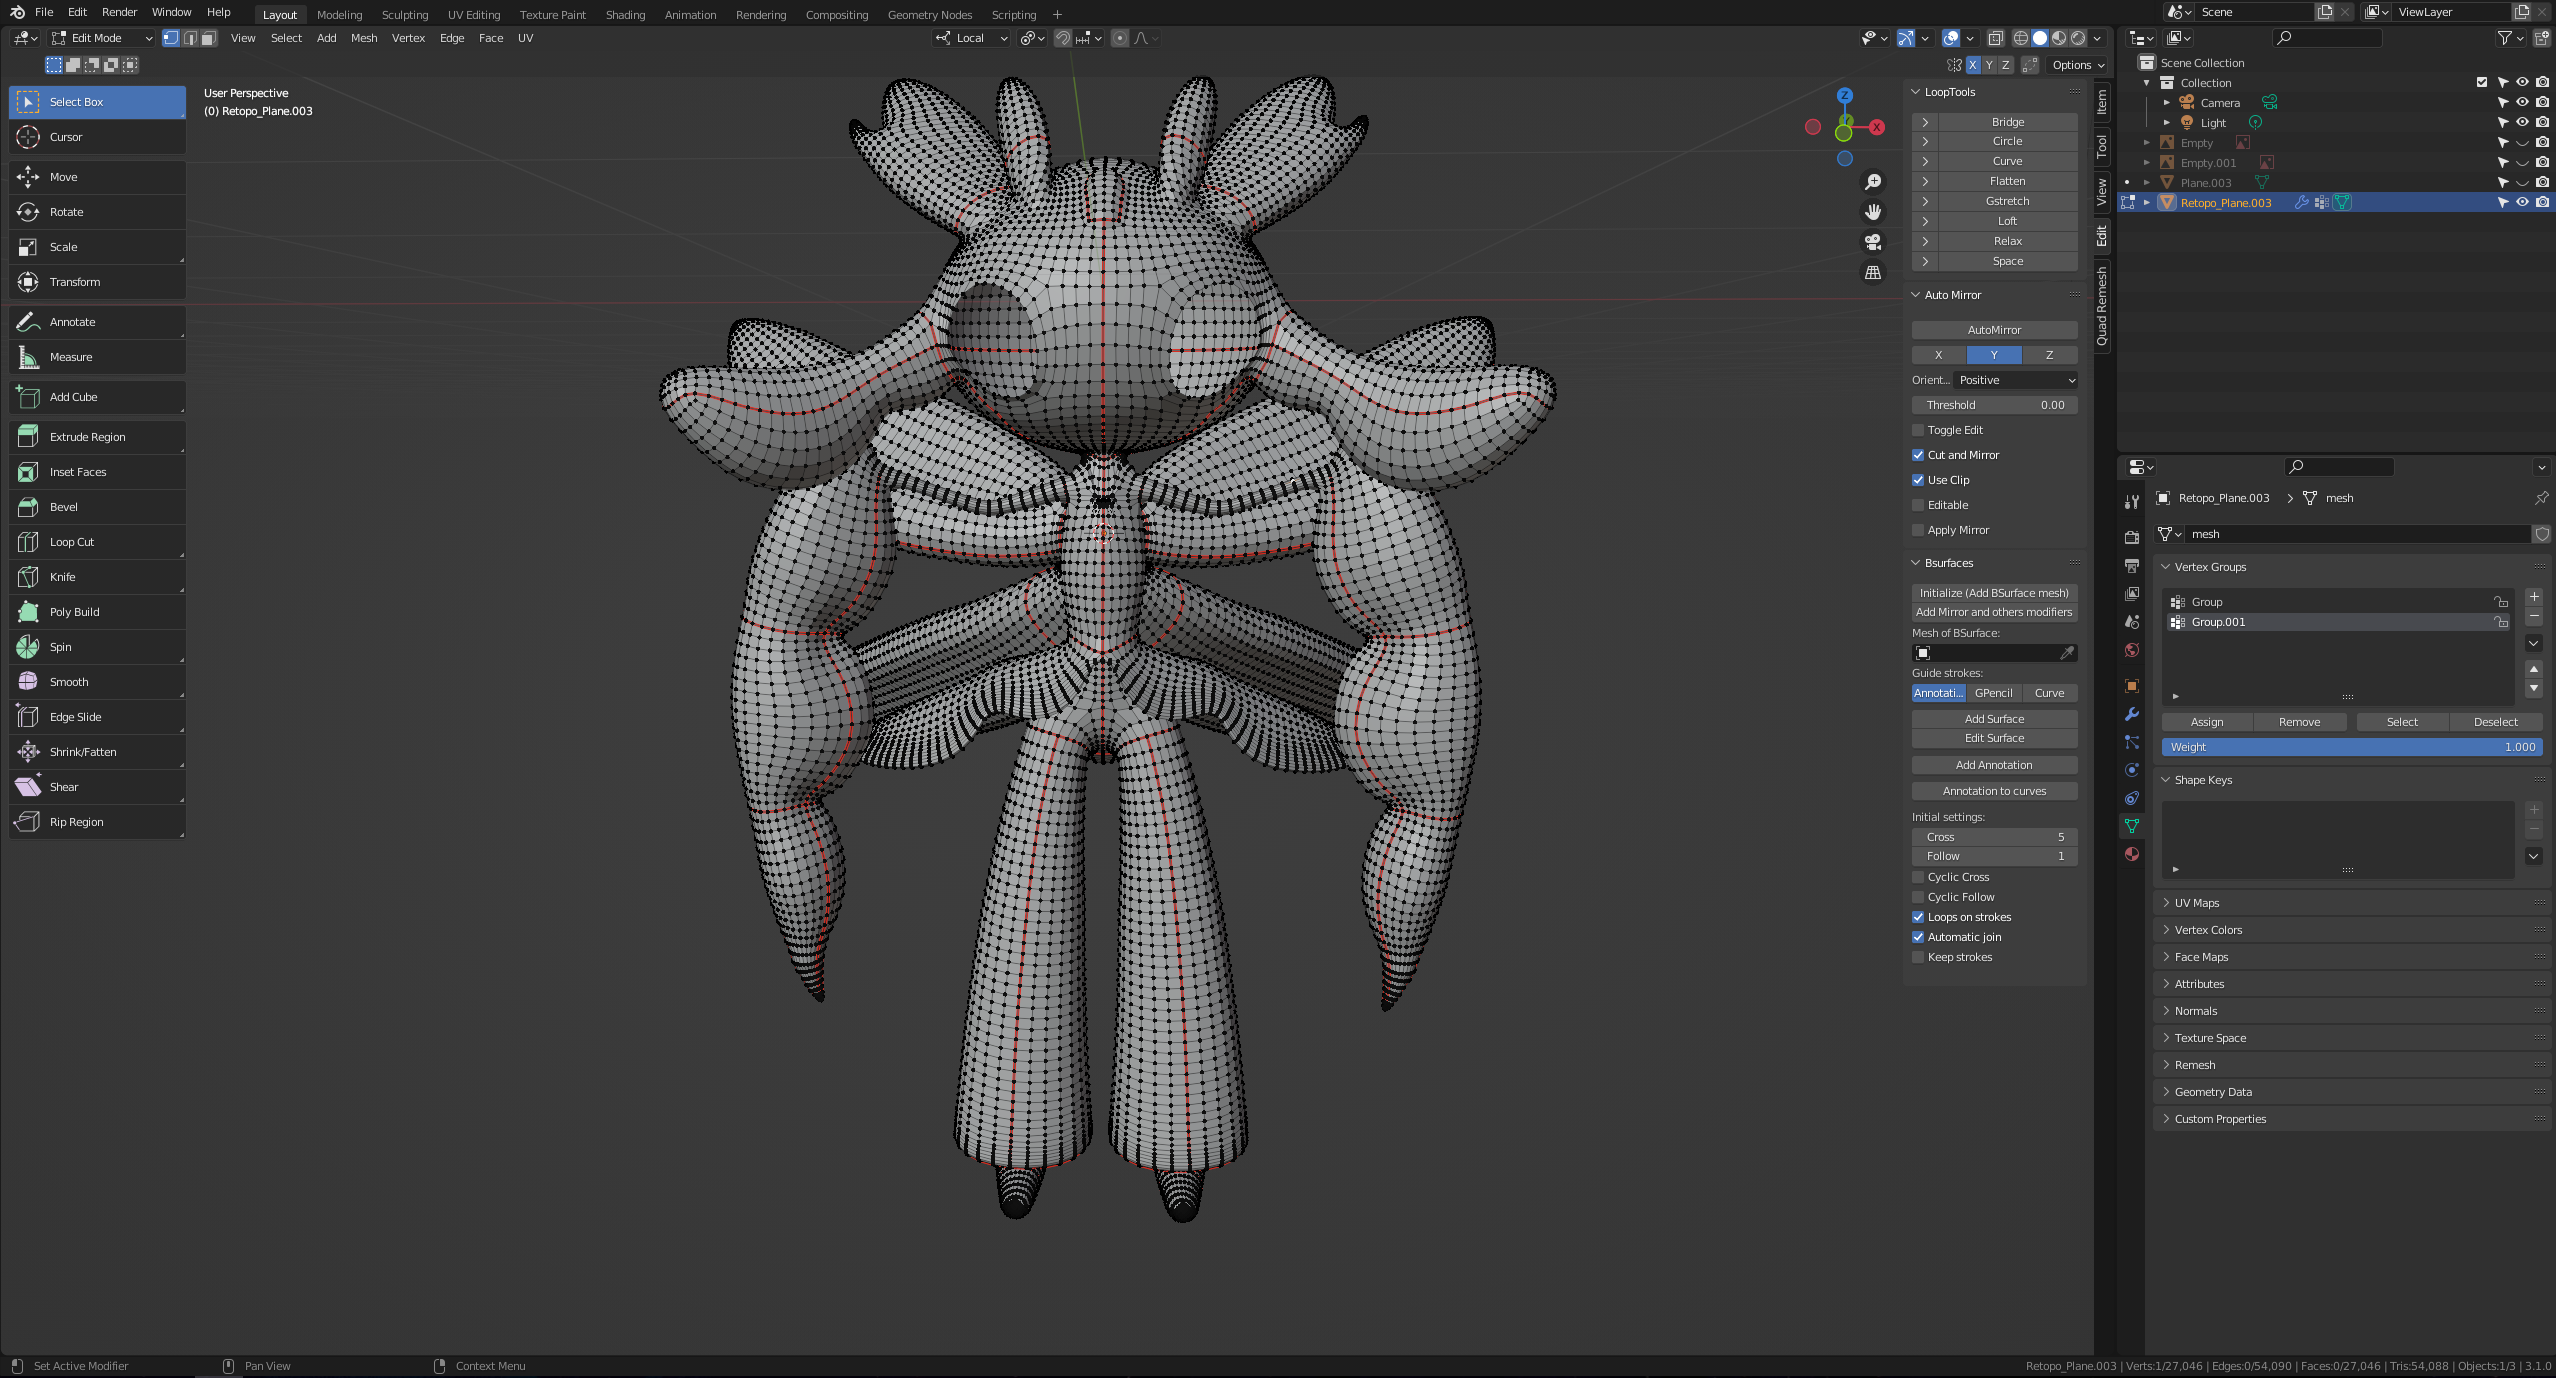 File Edit Render Window Help Layout Modeling Sculpting UV Editing Texture Paint Shading Animation Rendering Compositing Geometry Nodes Scripting + Scene ViewLayer
Edit Mode View Select Add Mesh Vertex Edge Face UV Local
X Y Z Options
User Perspective
(0) Retopo_Plane.003
Select Box
Cursor
Move
Rotate
Scale
Transform
Annotate
Measure
Add Cube
Extrude Region
Inset Faces
Bevel
Loop Cut
Knife
Poly Build
Spin
Smooth
Edge Slide
Shrink/Fatten
Shear
Rip Region
Z
X
LoopTools
Bridge
Circle
Curve
Flatten
Gstretch
Loft
Relax
Space
Auto Mirror
AutoMirror
X Y Z
Orient... Positive
Threshold 0.00
Toggle Edit
Cut and Mirror
Use Clip
Editable
Apply Mirror
Bsurfaces
Initialize (Add BSurface mesh)
Add Mirror and others modifiers
Mesh of BSurface:
Guide strokes:
Annotati... GPencil Curve
Add Surface
Edit Surface
Add Annotation
Annotation to curves
Initial settings:
Cross 5
Follow 1
Cyclic Cross
Cyclic Follow
Loops on strokes
Automatic join
Keep strokes
Item
Tool
View
Edit
Quad Remesh
Scene Collection
Collection
Camera
Light
Empty
Empty.001
Plane.003
Retopo_Plane.003
Retopo_Plane.003 > mesh
mesh
Vertex Groups
Group
Group.001
Assign Remove Select Deselect
Weight 1.000
Shape Keys
UV Maps
Vertex Colors
Face Maps
Attributes
Normals
Texture Space
Remesh
Geometry Data
Custom Properties
Set Active Modifier Pan View Context Menu
Retopo_Plane.003 | Verts:1/27,046 | Edges:0/54,090 | Faces:0/27,046 | Tris:54,088 | Objects:1/3 | 3.1.0